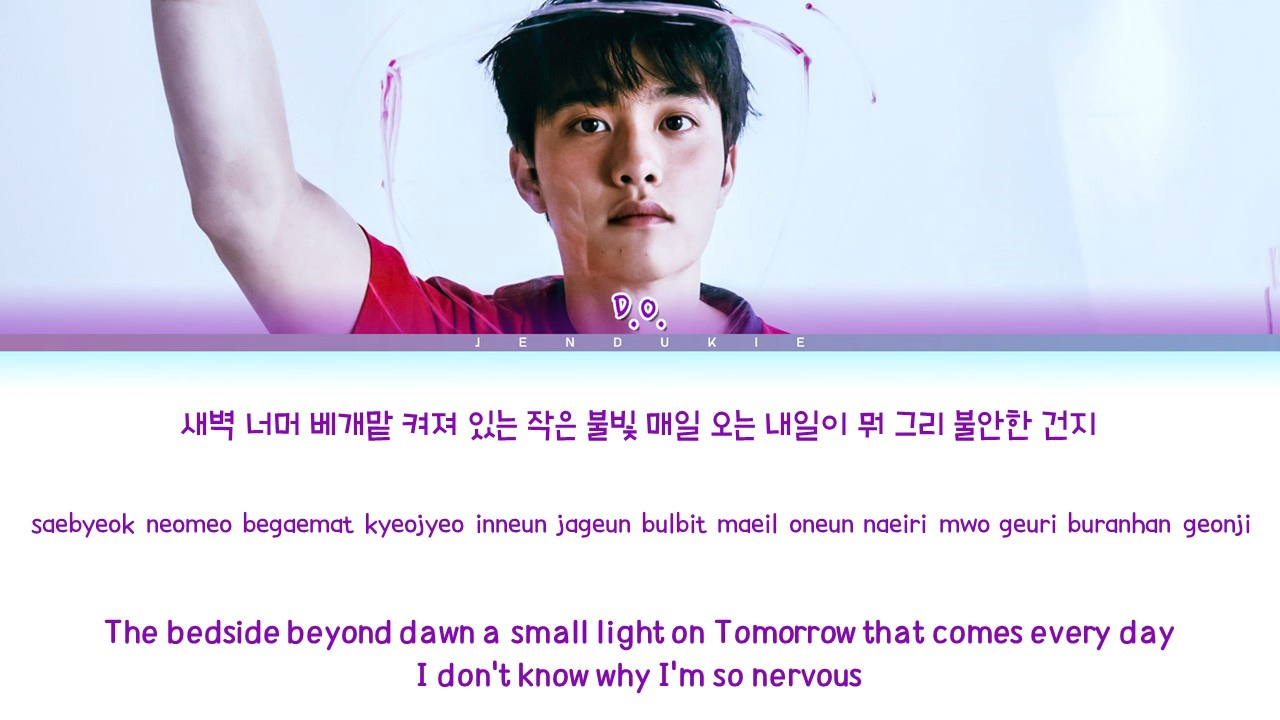 D.O.
JENDUKIE
새벽 너머 베개맡 켜져 있는 작은 불빛 매일 오는 내일이 뭐 그리 불안한 건지
saebyeok neomeo begaemat kyeojyeo inneun jageun bulbit maeil oneun naeiri mwo geuri buranhan geonji
The bedside beyond dawn a small light on Tomorrow that comes every day
I don't know why I'm so nervous